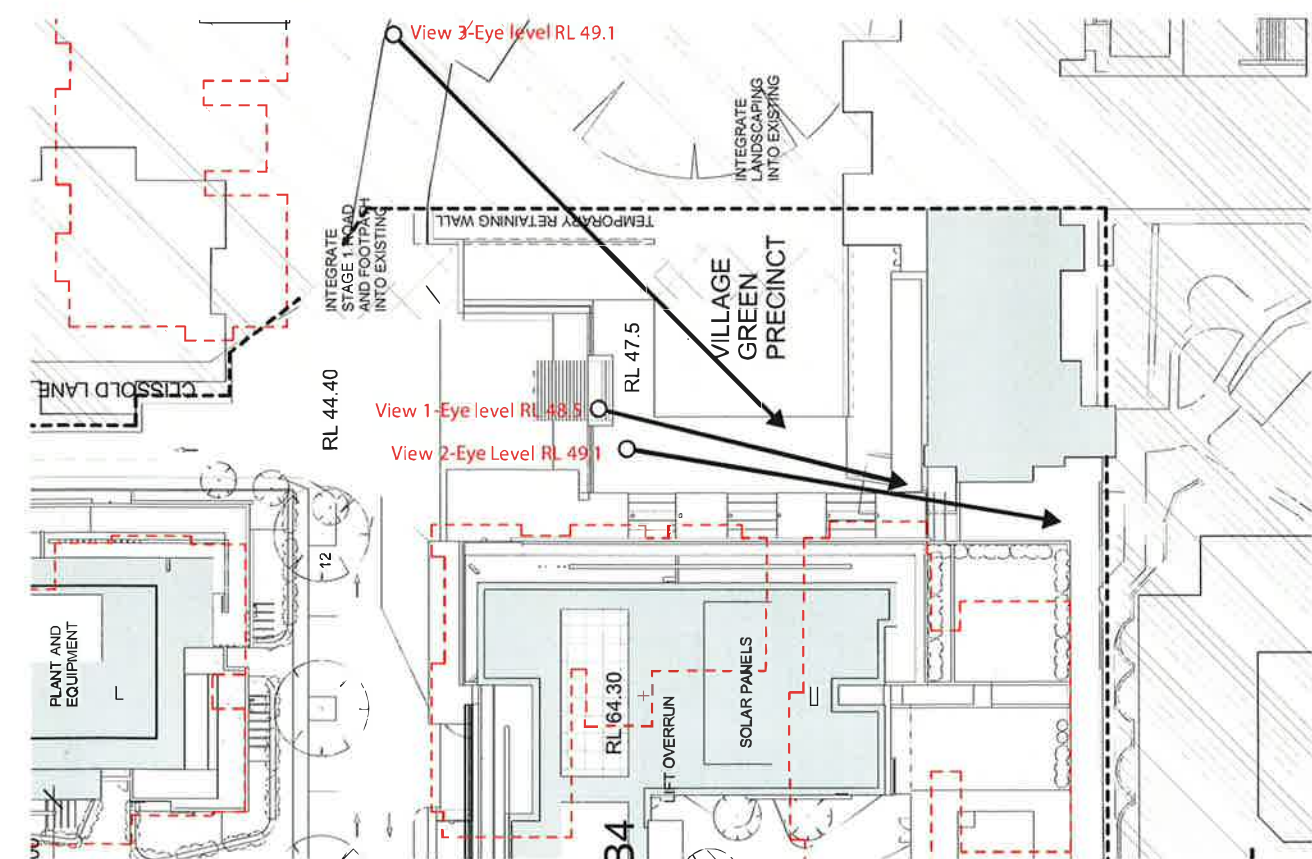 View 3-Eye level RL 49.1
INTEGRATE
LANDSCAPING
INTO EXISTING
TEMPORARY RETAINING WALL
INTEGRATE
STAGE 1 ROAD
AND FOOTPATH
INTO EXISTING
VILLAGE
GREEN
PRECINCT
RL 47.5
CLISSOLD LANE
RL 44.40
View 1-Eye level RL 48.5
View 2-Eye Level RL 49.1
12
PLANT AND
EQUIPMENT
L
RL 64.30
LIFT OVERRUN
SOLAR PANELS
B4